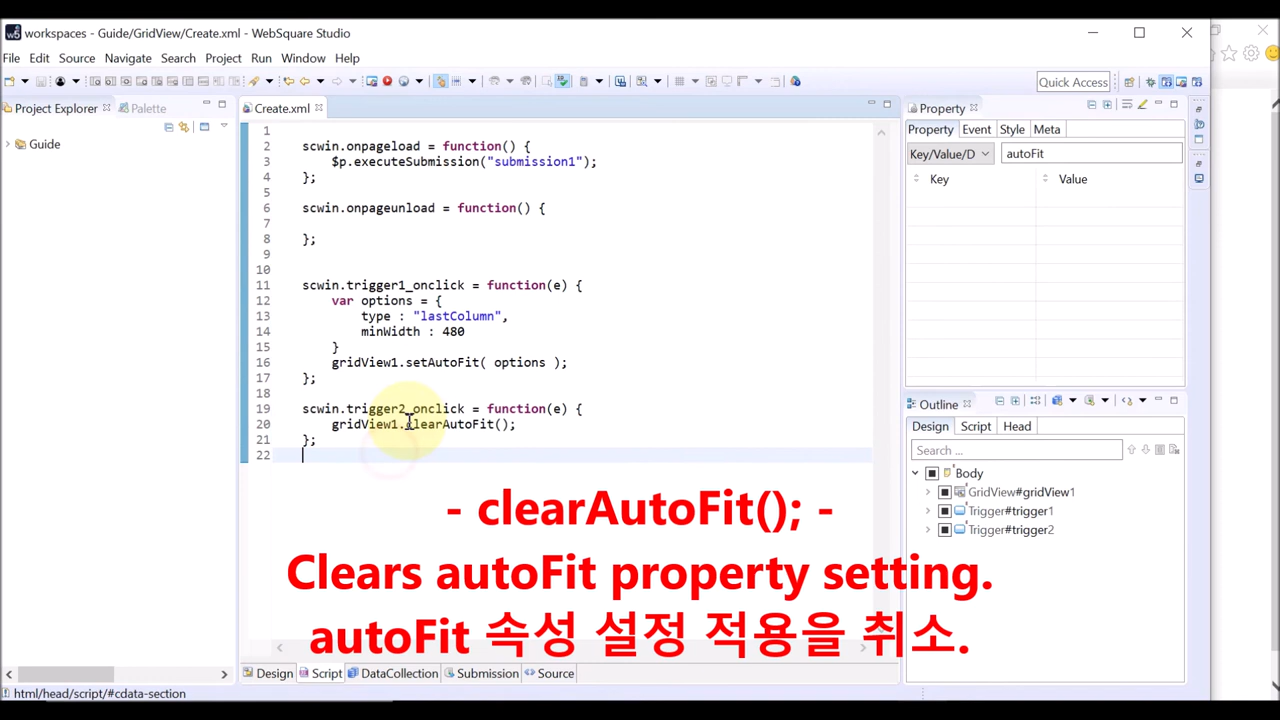 workspaces - Guide/GridView/Create.xml - WebSquare Studio
File Edit Source Project Navigate Search Run Window Help
Quick Access
Project Explorer Palette
Guide
Create.xml
1
2 scwin.onpageload = function() {
3 $p.executeSubmission("submission1");
4 };
5
6 scwin.onpageunload = function() {
7
8 };
9
10
11 scwin.trigger1_onclick = function(e) {
12 var options = {
13 type : "lastColumn",
14 minWidth : 480
15 }
16 gridView1.setAutoFit( options );
17 };
18
19 scwin.trigger2_onclick = function(e) {
20 gridView1.clearAutoFit();
21 };
22
- clearAutoFit(); -
Clears autoFit property setting.
autoFit 속성 설정 적용을 취소.
Design Script DataCollection Submission Source
html/head/script/#cdata-section
Property
Property Event Style Meta
Key/Value/D autoFit
Key Value
Outline
Design Script Head
Search ...
Body
GridView#gridView1
Trigger#trigger1
Trigger#trigger2